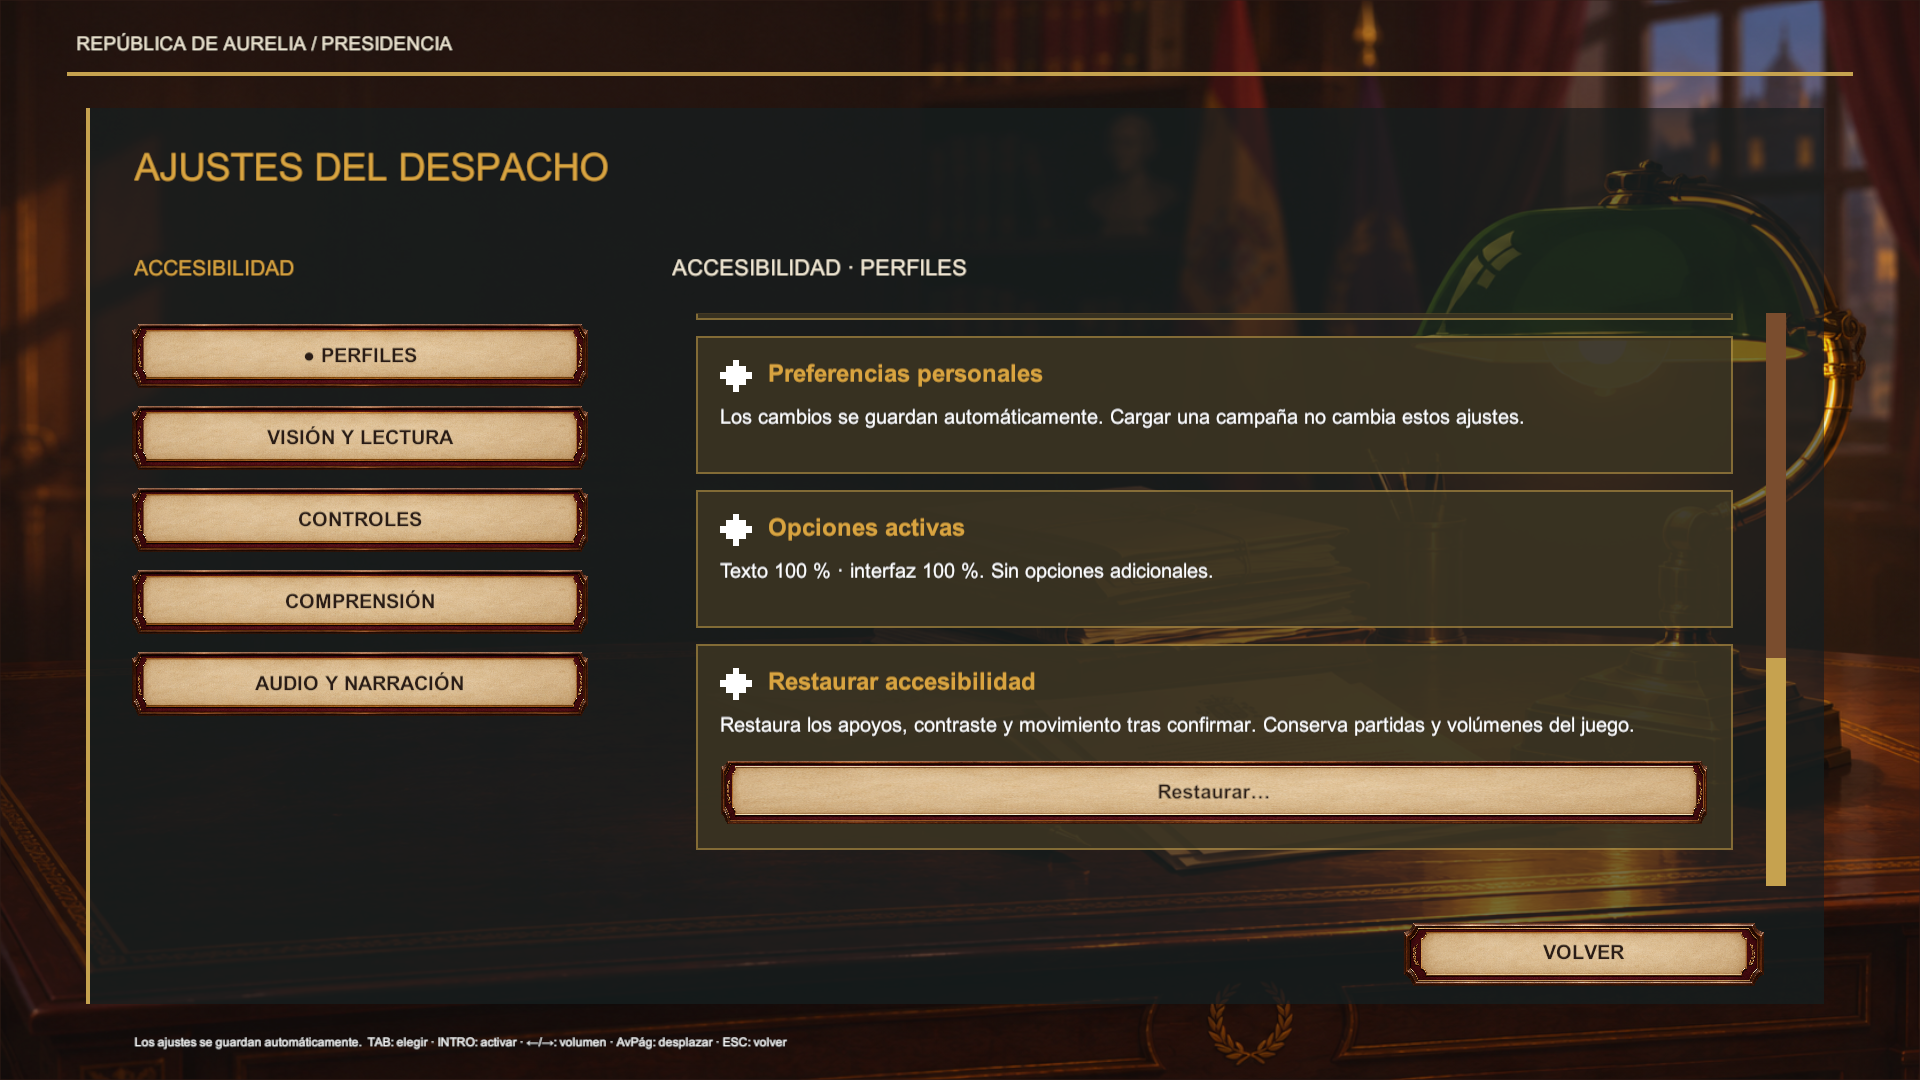 REPÚBLICA DE AURELIA / PRESIDENCIA
AJUSTES DEL DESPACHO
ACCESIBILIDAD
● PERFILES
VISIÓN Y LECTURA
CONTROLES
COMPRENSIÓN
AUDIO Y NARRACIÓN
ACCESIBILIDAD · PERFILES
Preferencias personales
Los cambios se guardan automáticamente. Cargar una campaña no cambia estos ajustes.
Opciones activas
Texto 100 % · interfaz 100 %. Sin opciones adicionales.
Restaurar accesibilidad
Restaura los apoyos, contraste y movimiento tras confirmar. Conserva partidas y volúmenes del juego.
Restaurar...
VOLVER
Los ajustes se guardan automáticamente. TAB: elegir · INTRO: activar · ←/→: volumen · AvPág: desplazar · ESC: volver